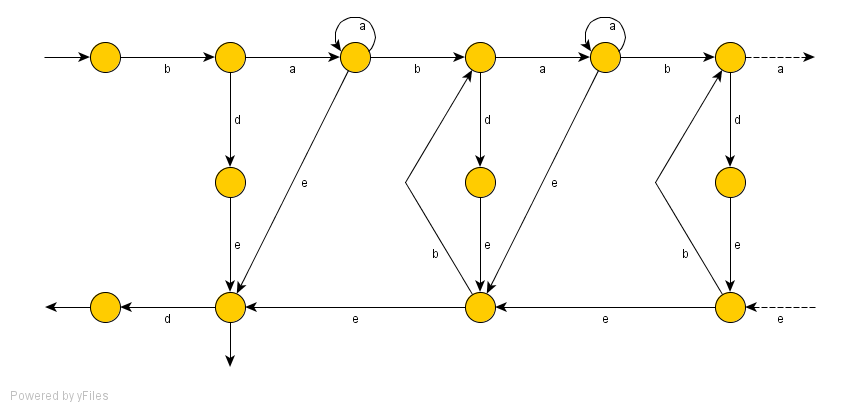 a a
b a b a b a
d d d
e e
e e e
b b
d e e e
Powered by yFiles